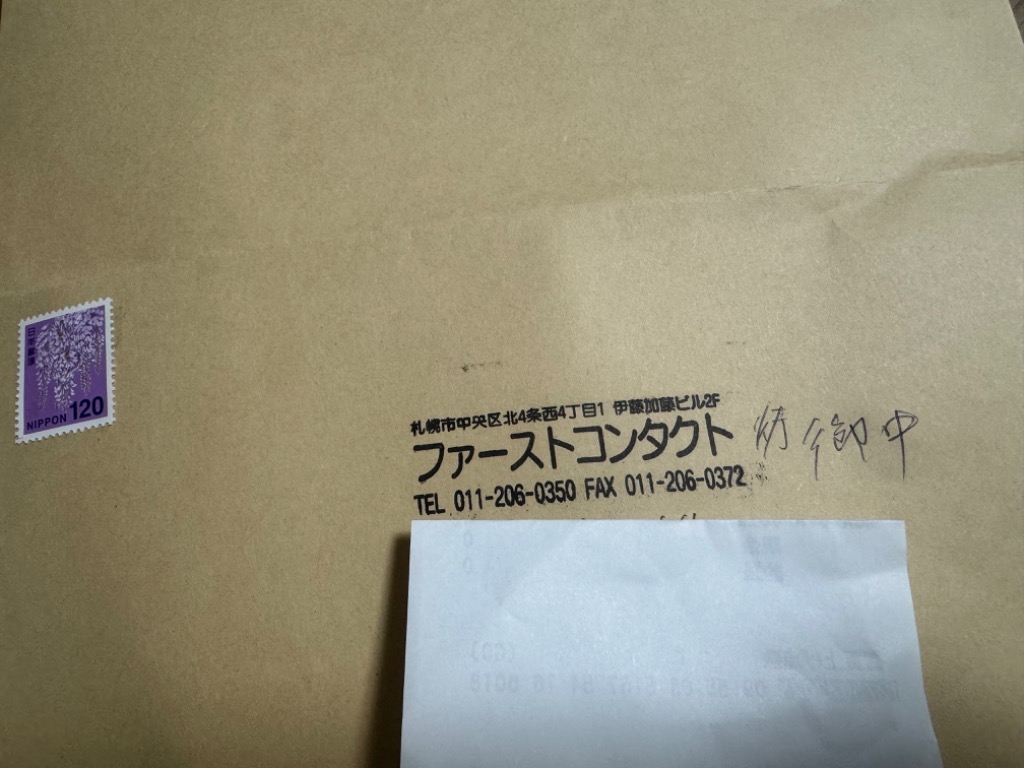 日本郵便
NIPPON 120
札幌市中央区北4条西4丁目1 伊藤加藤ビル2F
ファーストコンタクト 御中
TEL 011-206-0350 FAX 011-206-0372